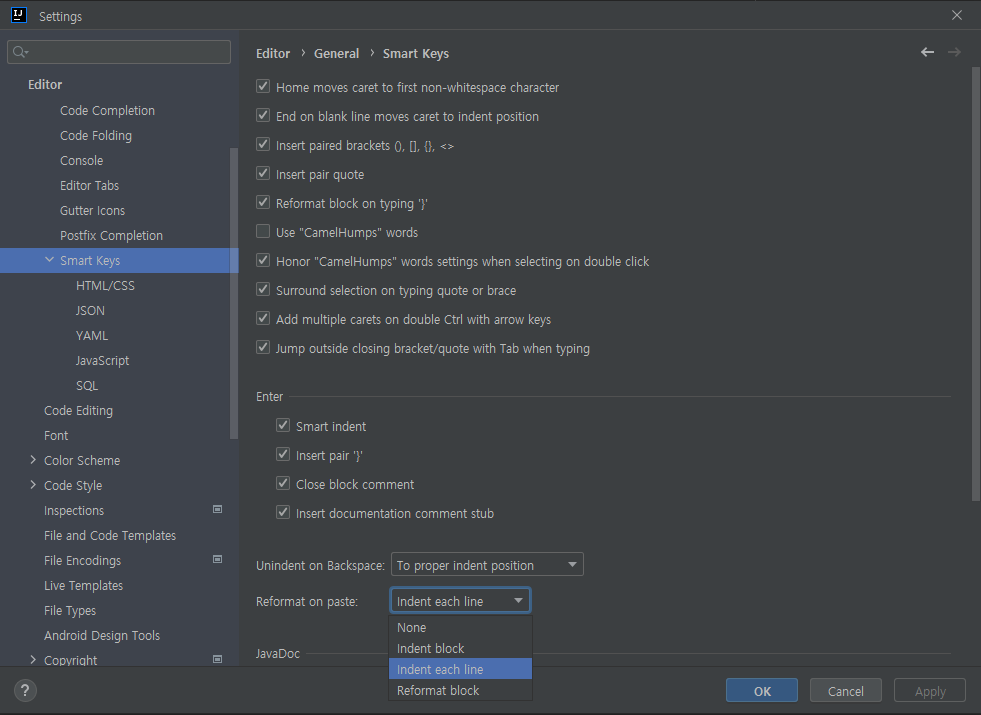 IJ
Settings
Editor
Code Completion
Code Folding
Console
Editor Tabs
Gutter Icons
Postfix Completion
Smart Keys
HTML/CSS
JSON
YAML
JavaScript
SQL
Code Editing
Font
Color Scheme
Code Style
Inspections
File and Code Templates
File Encodings
Live Templates
File Types
Android Design Tools
Copyright
Editor › General › Smart Keys
Home moves caret to first non-whitespace character
End on blank line moves caret to indent position
Insert paired brackets (), [], {}, <>
Insert pair quote
Reformat block on typing '}'
Use "CamelHumps" words
Honor "CamelHumps" words settings when selecting on double click
Surround selection on typing quote or brace
Add multiple carets on double Ctrl with arrow keys
Jump outside closing bracket/quote with Tab when typing
Enter
Smart indent
Insert pair '}'
Close block comment
Insert documentation comment stub
Unindent on Backspace: To proper indent position
Reformat on paste: Indent each line
None
Indent block
Indent each line
Reformat block
JavaDoc
?
OK
Cancel
Apply